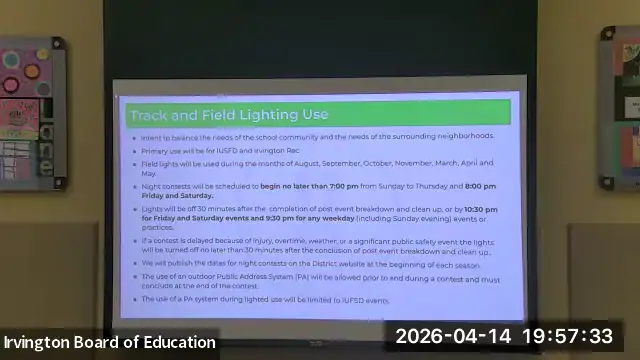 Track and Field Lighting Use
• Intent to balance the needs of the school community and the needs of the surrounding neighborhoods.
• Primary use will be for IUSFD and Irvington Rec
• Field lights will be used during the months of August, September, October, November, March, April and
May.
• Night contests will be scheduled to begin no later than 7:00 pm from Sunday to Thursday and 8:00 pm
Friday and Saturday.
• Lights will be off 30 minutes after the completion of post event breakdown and clean up, or by 10:30 pm
for Friday and Saturday events and 9:30 pm for any weekday (including Sunday evening) events or
practices.
• If a contest is delayed because of injury, overtime, weather, or a significant public safety event the lights
will be turned off no later than 30 minutes after the conclusion of post event breakdown and clean up.
• We will publish the dates for night contests on the District website at the beginning of each season.
• The use of an outdoor Public Address System (PA) will be allowed prior to and during a contest and must
conclude at the end of the contest.
• The use of a PA system during lighted use will be limited to IUFSD events.
Irvington Board of Education
2026-04-14 19:57:33